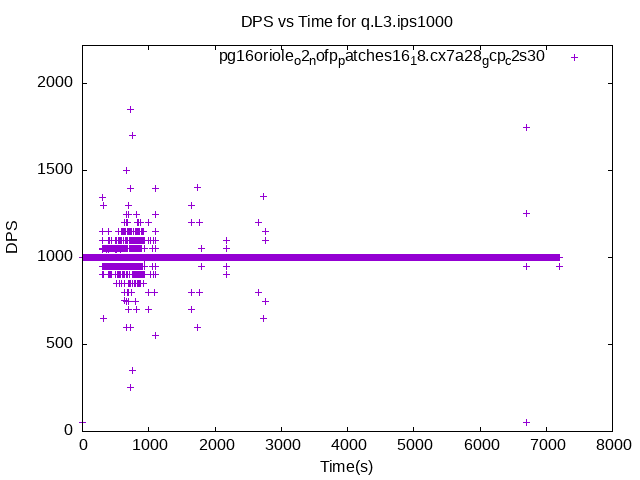 DPS vs Time for q.L3.ips1000
pg16oriole_o2_nofp_patches16_18.cx7a28_gcp_c2s30
2000
1500
1000
500
0
DPS
0 1000 2000 3000 4000 5000 6000 7000 8000
Time(s)